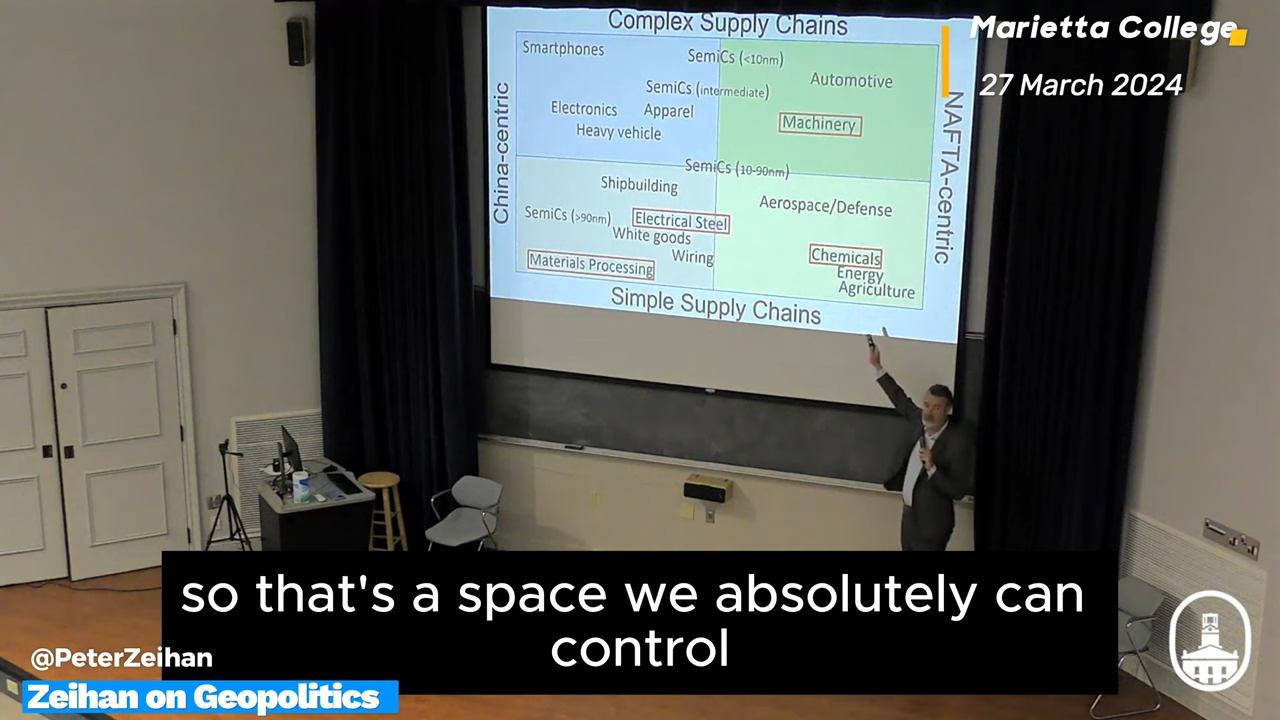 Complex Supply Chains
Marietta College
27 March 2024
Smartphones
SemiCs (<10nm)
Automotive
SemiCs (intermediate)
Electronics
Apparel
Machinery
Heavy vehicle
China-centric
NAFTA-centric
SemiCs (10-90nm)
Shipbuilding
Aerospace/Defense
SemiCs (>90nm)
Electrical Steel
White goods
Wiring
Chemicals
Materials Processing
Energy
Agriculture
Simple Supply Chains
so that's a space we absolutely can
control
@PeterZeihan
Zeihan on Geopolitics